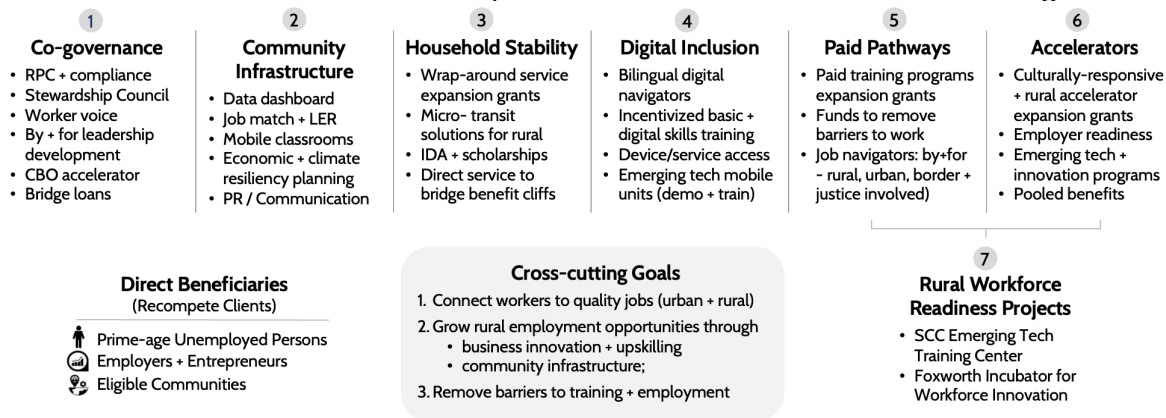 1
Co-governance
• RPC + compliance
• Stewardship Council
• Worker voice
• By + for leadership
development
• CBO accelerator
• Bridge loans
2
Community
Infrastructure
• Data dashboard
• Job match + LER
• Mobile classrooms
• Economic + climate
resiliency planning
• PR / Communication
3
Household Stability
• Wrap-around service
expansion grants
• Micro- transit
solutions for rural
• IDA + scholarships
• Direct service to
bridge benefit cliffs
4
Digital Inclusion
• Bilingual digital
navigators
• Incentivized basic +
digital skills training
• Device/service access
• Emerging tech mobile
units (demo + train)
5
Paid Pathways
• Paid training programs
expansion grants
• Funds to remove
barriers to work
• Job navigators: by+for
- rural, urban, border +
justice involved)
6
Accelerators
• Culturally-responsive
+ rural accelerator
expansion grants
• Employer readiness
• Emerging tech +
innovation programs
• Pooled benefits
Direct Beneficiaries
(Recompete Clients)
Prime-age Unemployed Persons
Employers + Entrepreneurs
Eligible Communities
Cross-cutting Goals
1. Connect workers to quality jobs (urban + rural)
2. Grow rural employment opportunities through
• business innovation + upskilling
• community infrastructure;
3. Remove barriers to training + employment
7
Rural Workforce
Readiness Projects
• SCC Emerging Tech
Training Center
• Foxworth Incubator for
Workforce Innovation